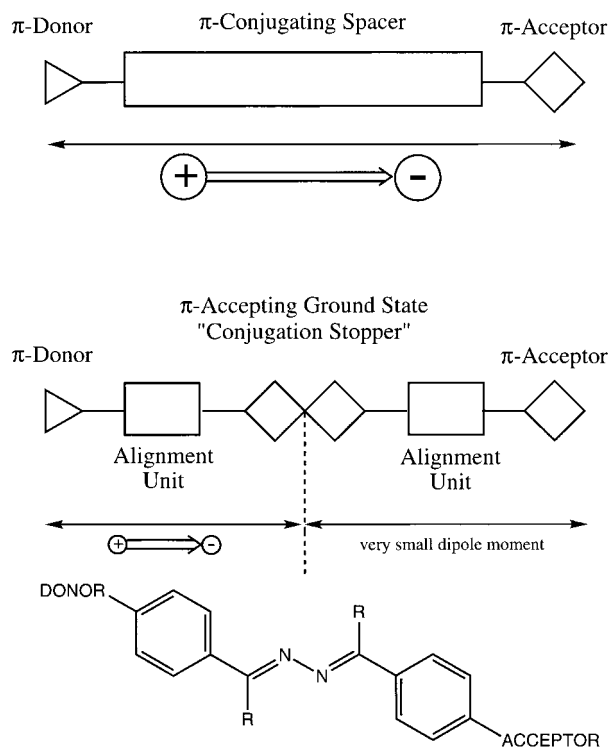 π-Donor
π-Conjugating Spacer
π-Acceptor
+
-
π-Accepting Ground State
"Conjugation Stopper"
π-Donor
π-Acceptor
Alignment
Unit
Alignment
Unit
+
-
very small dipole moment
DONOR
R
N
N
R
ACCEPTOR